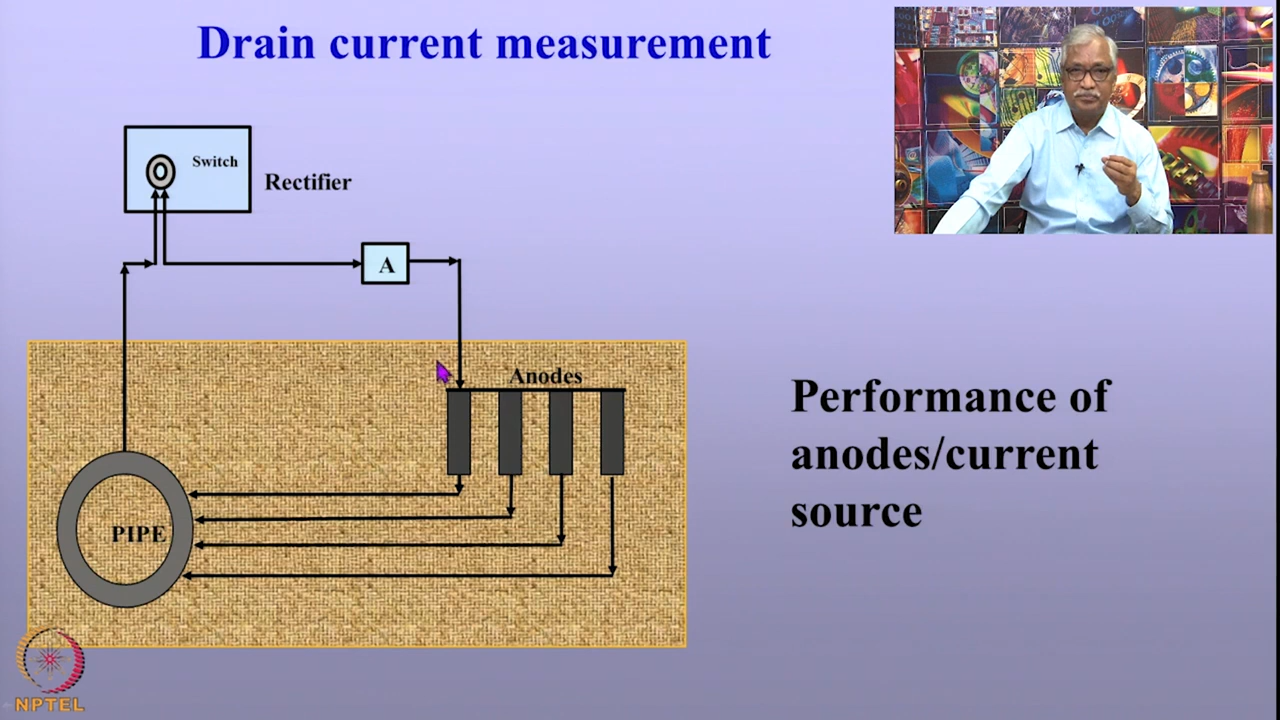 Drain current measurement
Switch
Rectifier
A
Anodes
PIPE
Performance of
anodes/current
source
NPTEL